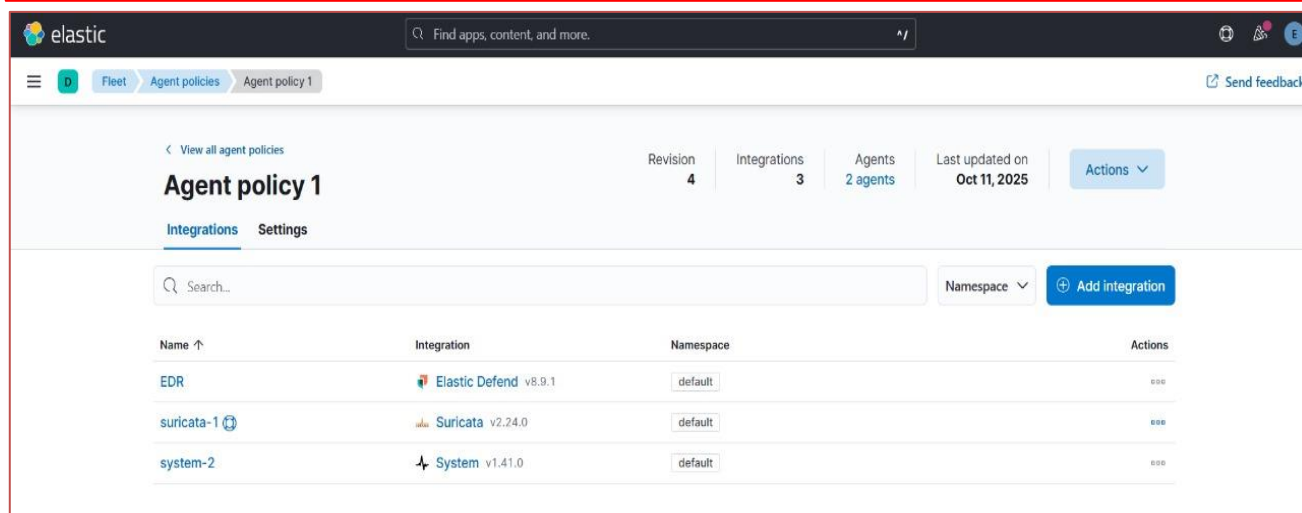 elastic
Find apps, content, and more. ^/ E
D Fleet Agent policies Agent policy 1 Send feedback
< View all agent policies
Agent policy 1
Revision Integrations Agents Last updated on
4 3 2 agents Oct 11, 2025
Actions
Integrations Settings
Search... Namespace Add integration
Name ↑ Integration Namespace Actions
EDR Elastic Defend v8.9.1 default
suricata-1 Suricata v2.24.0 default
system-2 System v1.41.0 default